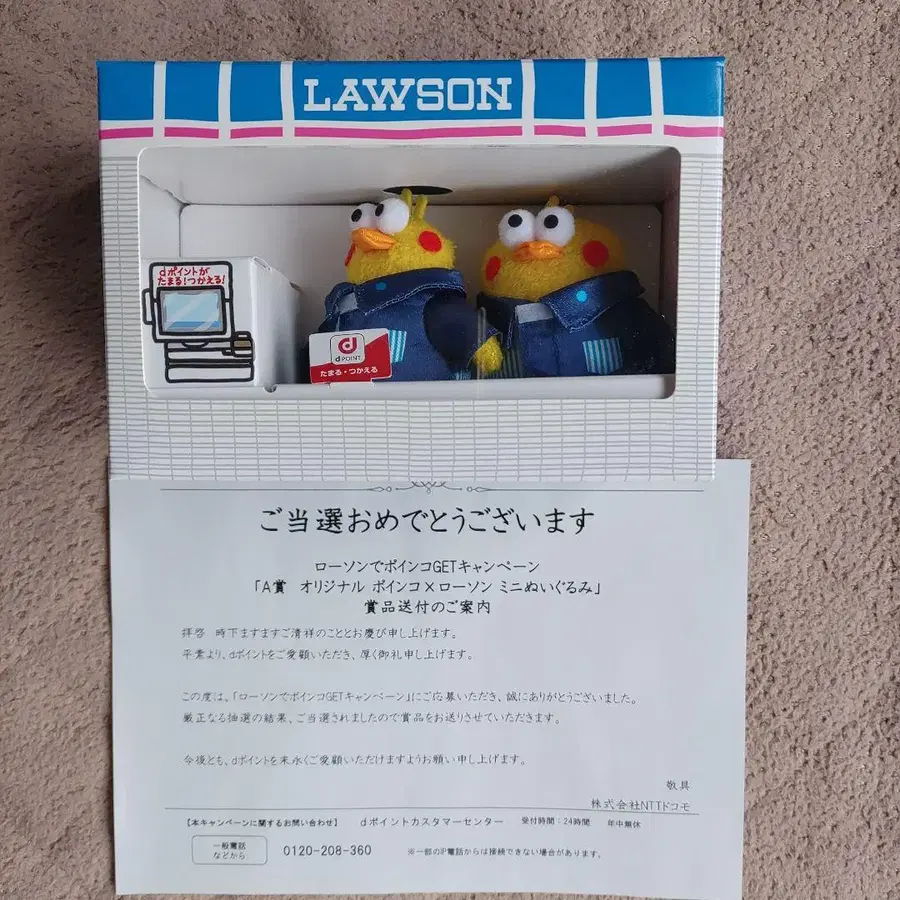 LAWSON
dポイントが
たまる!つかえる!
d POINT
たまる・つかえる
ご当選おめでとうございます
ローソンでポインコGETキャンペーン
「A賞 オリジナル ポインコ×ローソン ミニぬいぐるみ」
賞品送付のご案内
拝啓 時下ますますご清祥のこととお慶び申し上げます。
平素より、dポイントをご愛顧いただき、厚く御礼申し上げます。
この度は、「ローソンでポインコGETキャンペーン」にご応募いただき、誠にありがとうございました。
厳正なる抽選の結果、ご当選されましたので賞品をお送りさせていただきます。
今後とも、dポイントを末永くご愛顧いただけますようお願い申し上げます。
敬具
株式会社NTTドコモ
【本キャンペーンに関するお問い合わせ】 dポイントカスタマーセンター 受付時間:24時間 年中無休
一般電話
などから
0120-208-360 ※一部のIP電話からは接続できない場合があります。